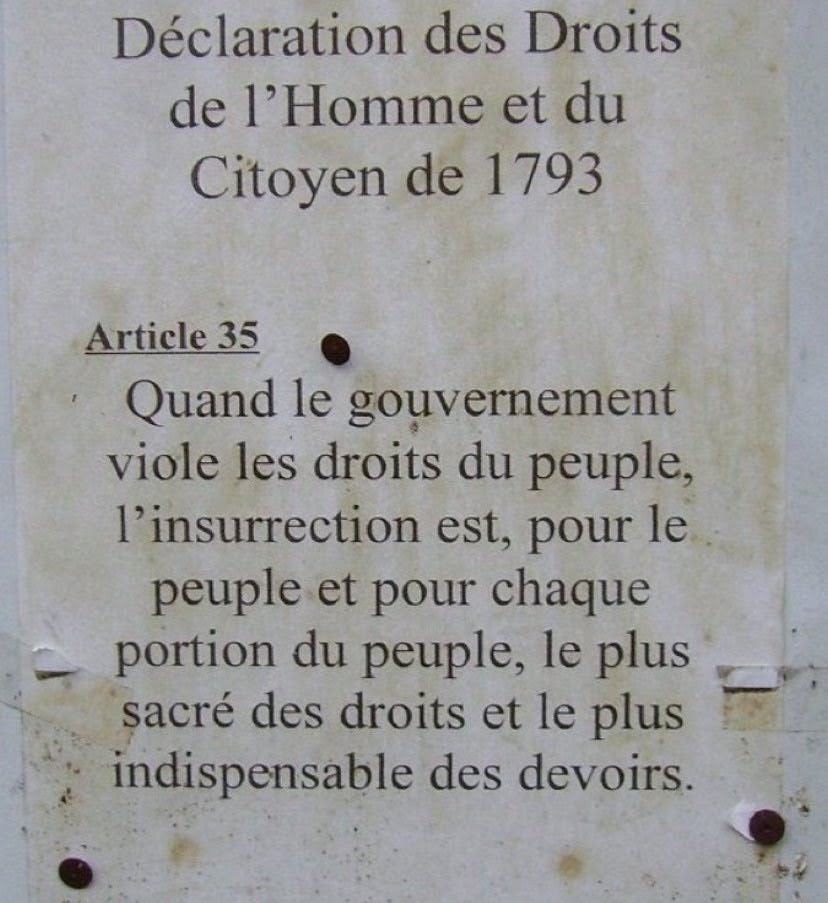 Déclaration des Droits
de l’Homme et du
Citoyen de 1793
Article 35
Quand le gouvernement
viole les droits du peuple,
l’insurrection est, pour le
peuple et pour chaque
portion du peuple, le plus
sacré des droits et le plus
indispensable des devoirs.